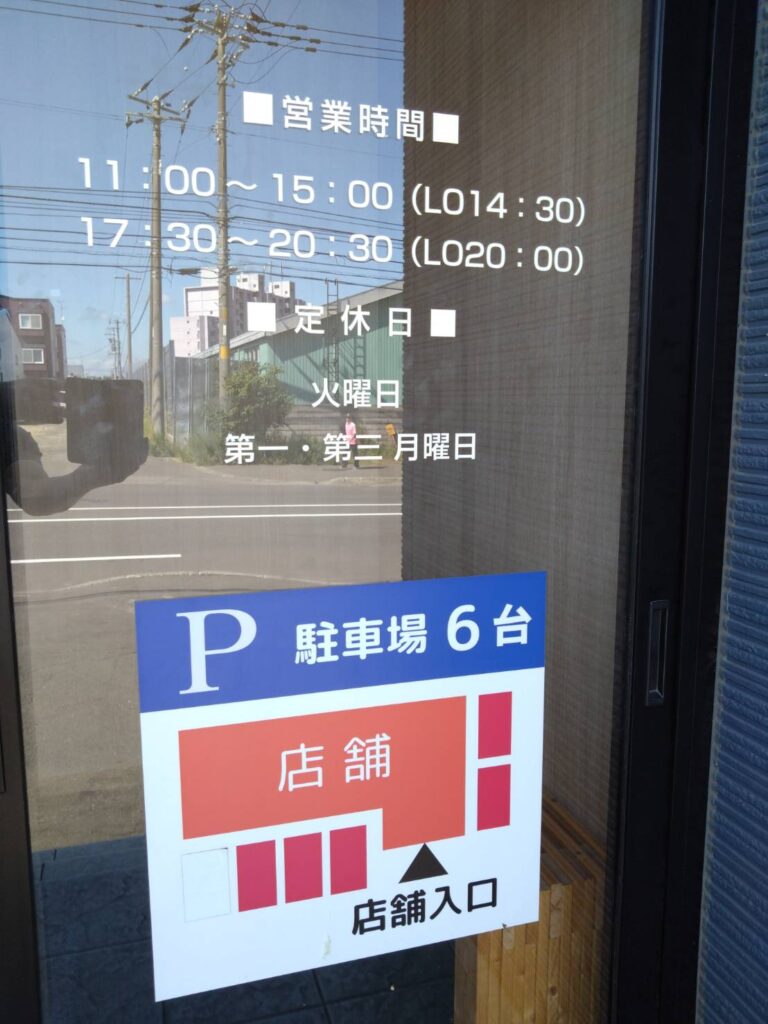 ■営業時間■
11：00～15：00（LO14：30）
17：30～20：30（LO20：00）
■定休日■
火曜日
第一・第三 月曜日
P 駐車場 6台
店舗
店舗入口